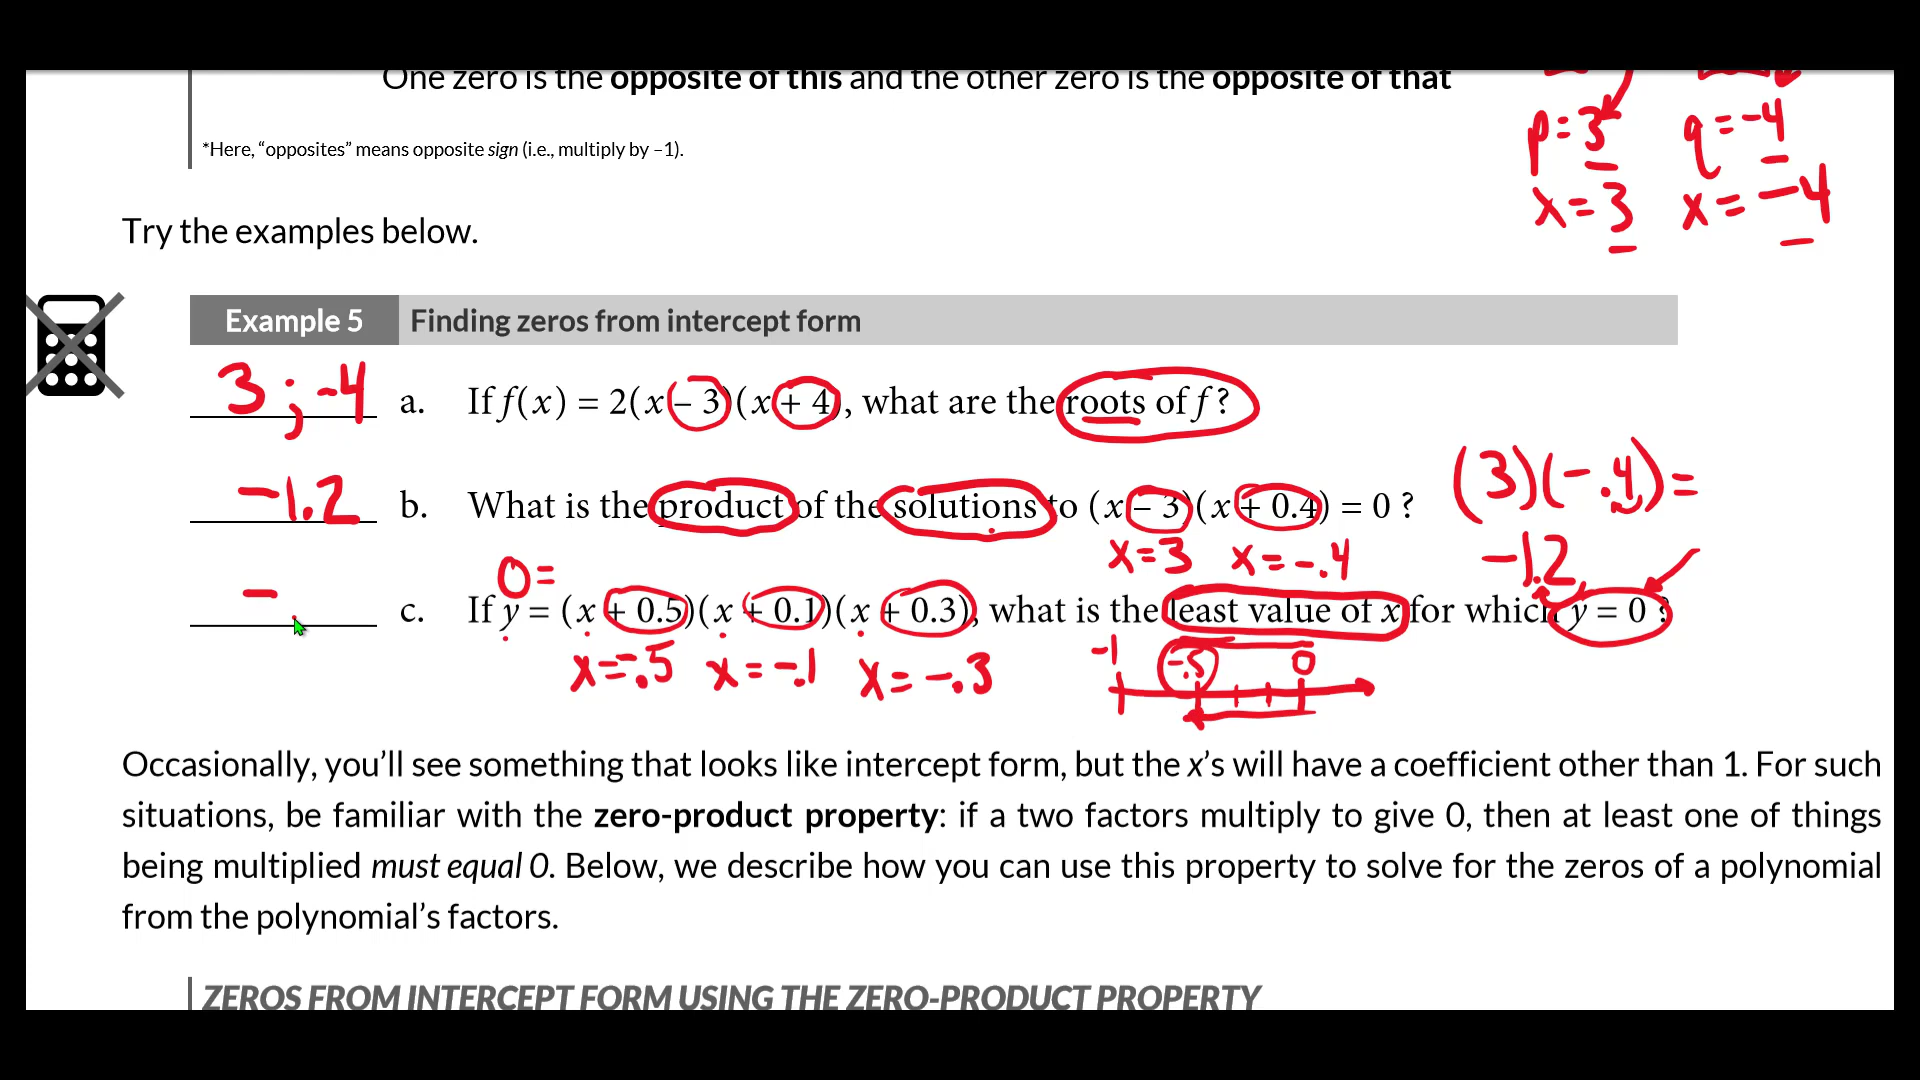 One zero is the opposite of this and the other zero is the opposite of that
p=3 q=-4
*Here, “opposites” means opposite sign (i.e., multiply by –1).
x=3 x=-4
Try the examples below.
Example 5 Finding zeros from intercept form
3 ; -4 a. If f(x) = 2(x – 3)(x + 4), what are the roots of f ?
(3)(-.4)=
-1.2 b. What is the product of the solutions to (x – 3)(x + 0.4) = 0 ?
x=3 x=-.4 -1.2
0=
- . c. If y = (x + 0.5)(x + 0.1)(x + 0.3), what is the least value of x for which y = 0 ?
x=-.5 x=-.1 x=-.3 -1 -.5 0
Occasionally, you’ll see something that looks like intercept form, but the x’s will have a coefficient other than 1. For such
situations, be familiar with the zero-product property: if a two factors multiply to give 0, then at least one of things
being multiplied must equal 0. Below, we describe how you can use this property to solve for the zeros of a polynomial
from the polynomial’s factors.
ZEROS FROM INTERCEPT FORM USING THE ZERO-PRODUCT PROPERTY